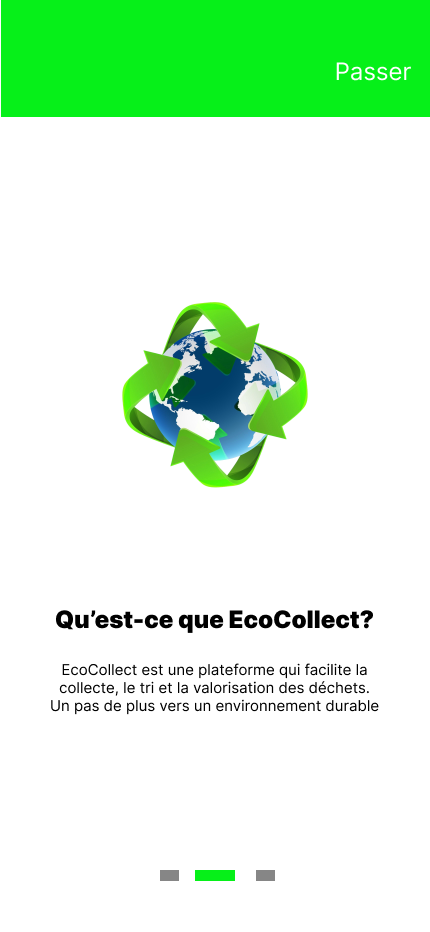 Passer
Qu’est-ce que EcoCollect?
EcoCollect est une plateforme qui facilite la
collecte, le tri et la valorisation des déchets.
Un pas de plus vers un environnement durable